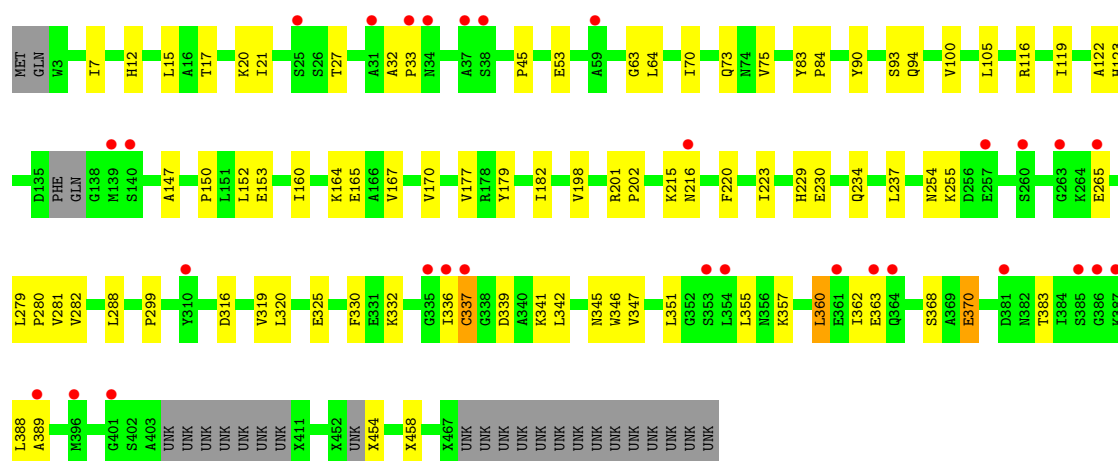 MET GLN W3 I7 H12 L15 A16 T17 K20 I21 S25 S26 T27 A31 A32 P33 N34 A37 S38 P45 E53 A59 G63 L64 I70 Q73 N74 V75 Y83 P84 Y90 S93 Q94 V100 L105 R116 I119 A122
D135 PHE GLN G138 M139 S140 A147 P150 L151 L152 E153 I160 K164 E165 A166 V167 V170 V177 R178 Y179 I182 V198 R201 P202 K215 N216 F220 I223 H229 E230 Q234 L237 N254 K255 D256 E257 S260 G263 K264 E265
L279 P280 V281 V282 L288 P299 Y310 D316 V319 L320 E325 F330 E331 K332 G335 I336 C337 G338 D339 A340 K341 L342 N345 W346 V347 L351 G352 S353 L354 L355 N356 K357 L360 E361 I362 E363 Q364 S368 A369 E370 D381 N382 T383 I384 S385 G386
L388 A389 M396 G401 S402 A403 UNK UNK UNK UNK UNK UNK UNK X411 X452 UNK X454 X458 X467 UNK UNK UNK UNK UNK UNK UNK UNK UNK UNK UNK